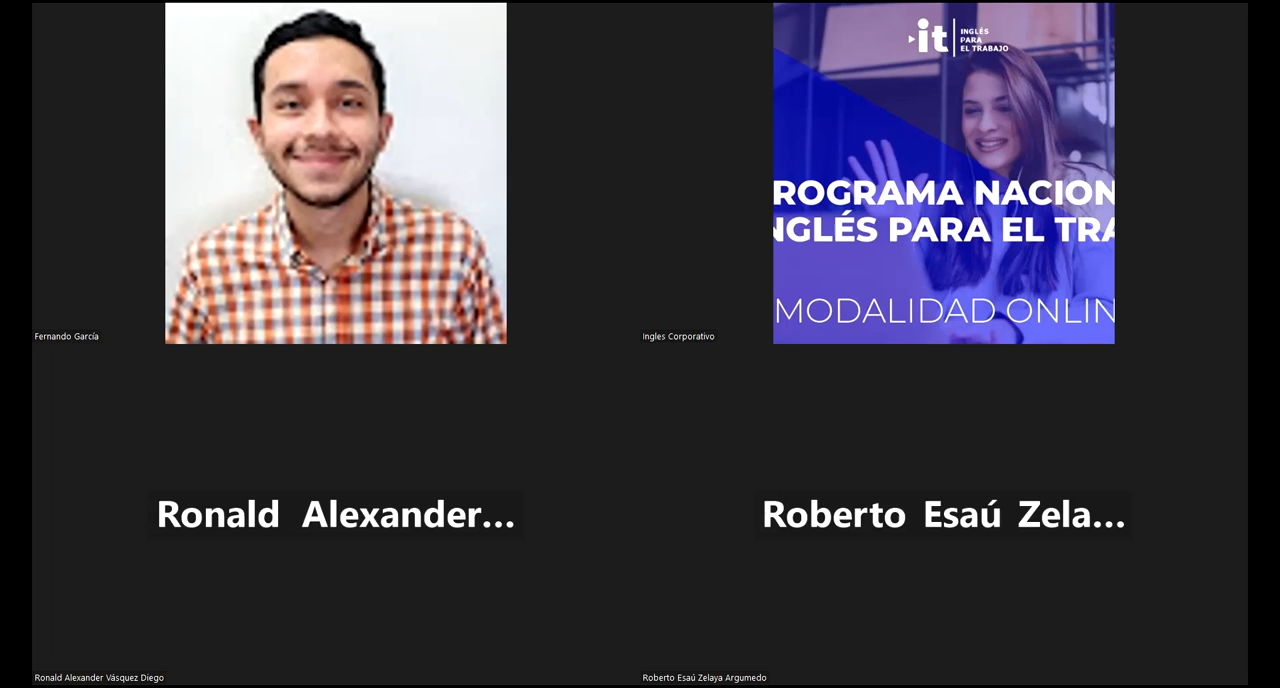 it
INGLÉS
PARA
EL TRABAJO
ROGRAMA NACION
NGLÉS PARA EL TRA
MODALIDAD ONLIN
Fernando García
Ingles Corporativo
Ronald Alexander...
Roberto Esaú Zela...
Ronald Alexander Vásquez Diego
Roberto Esaú Zelaya Argumedo